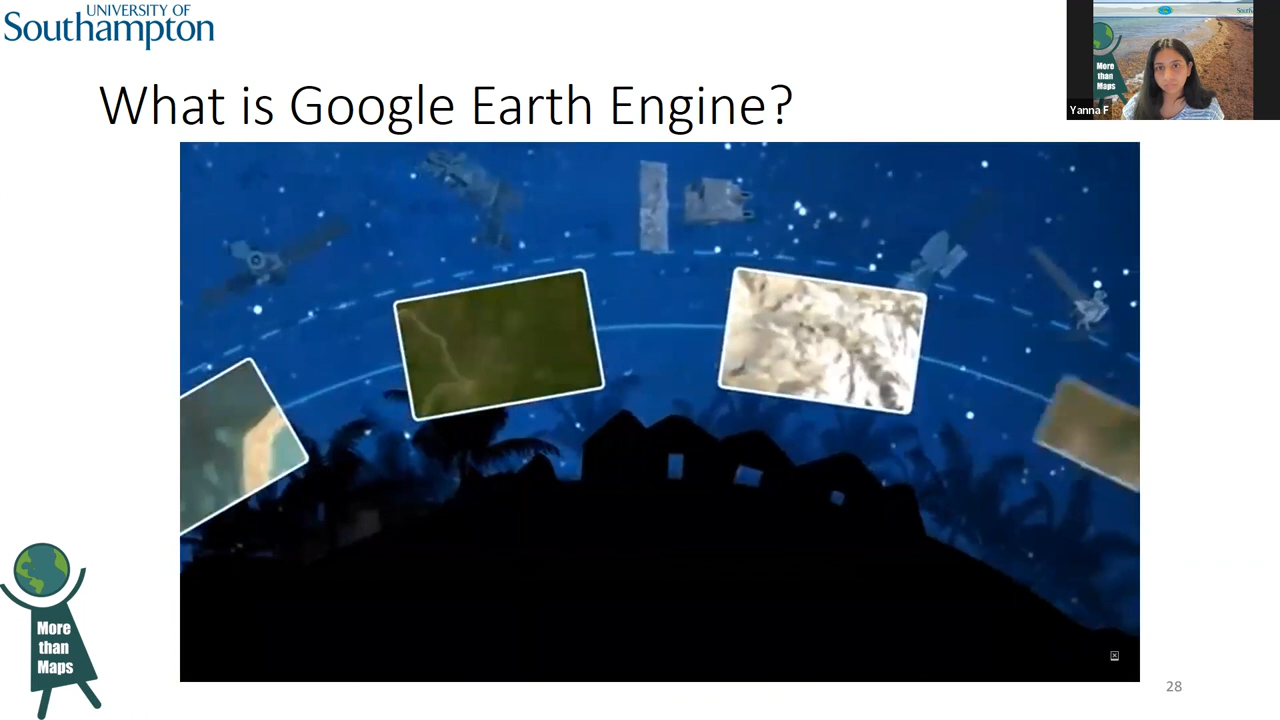 UNIVERSITY OF
Southampton
What is Google Earth Engine?
More
than
Maps
Yanna F
More
than
Maps
28